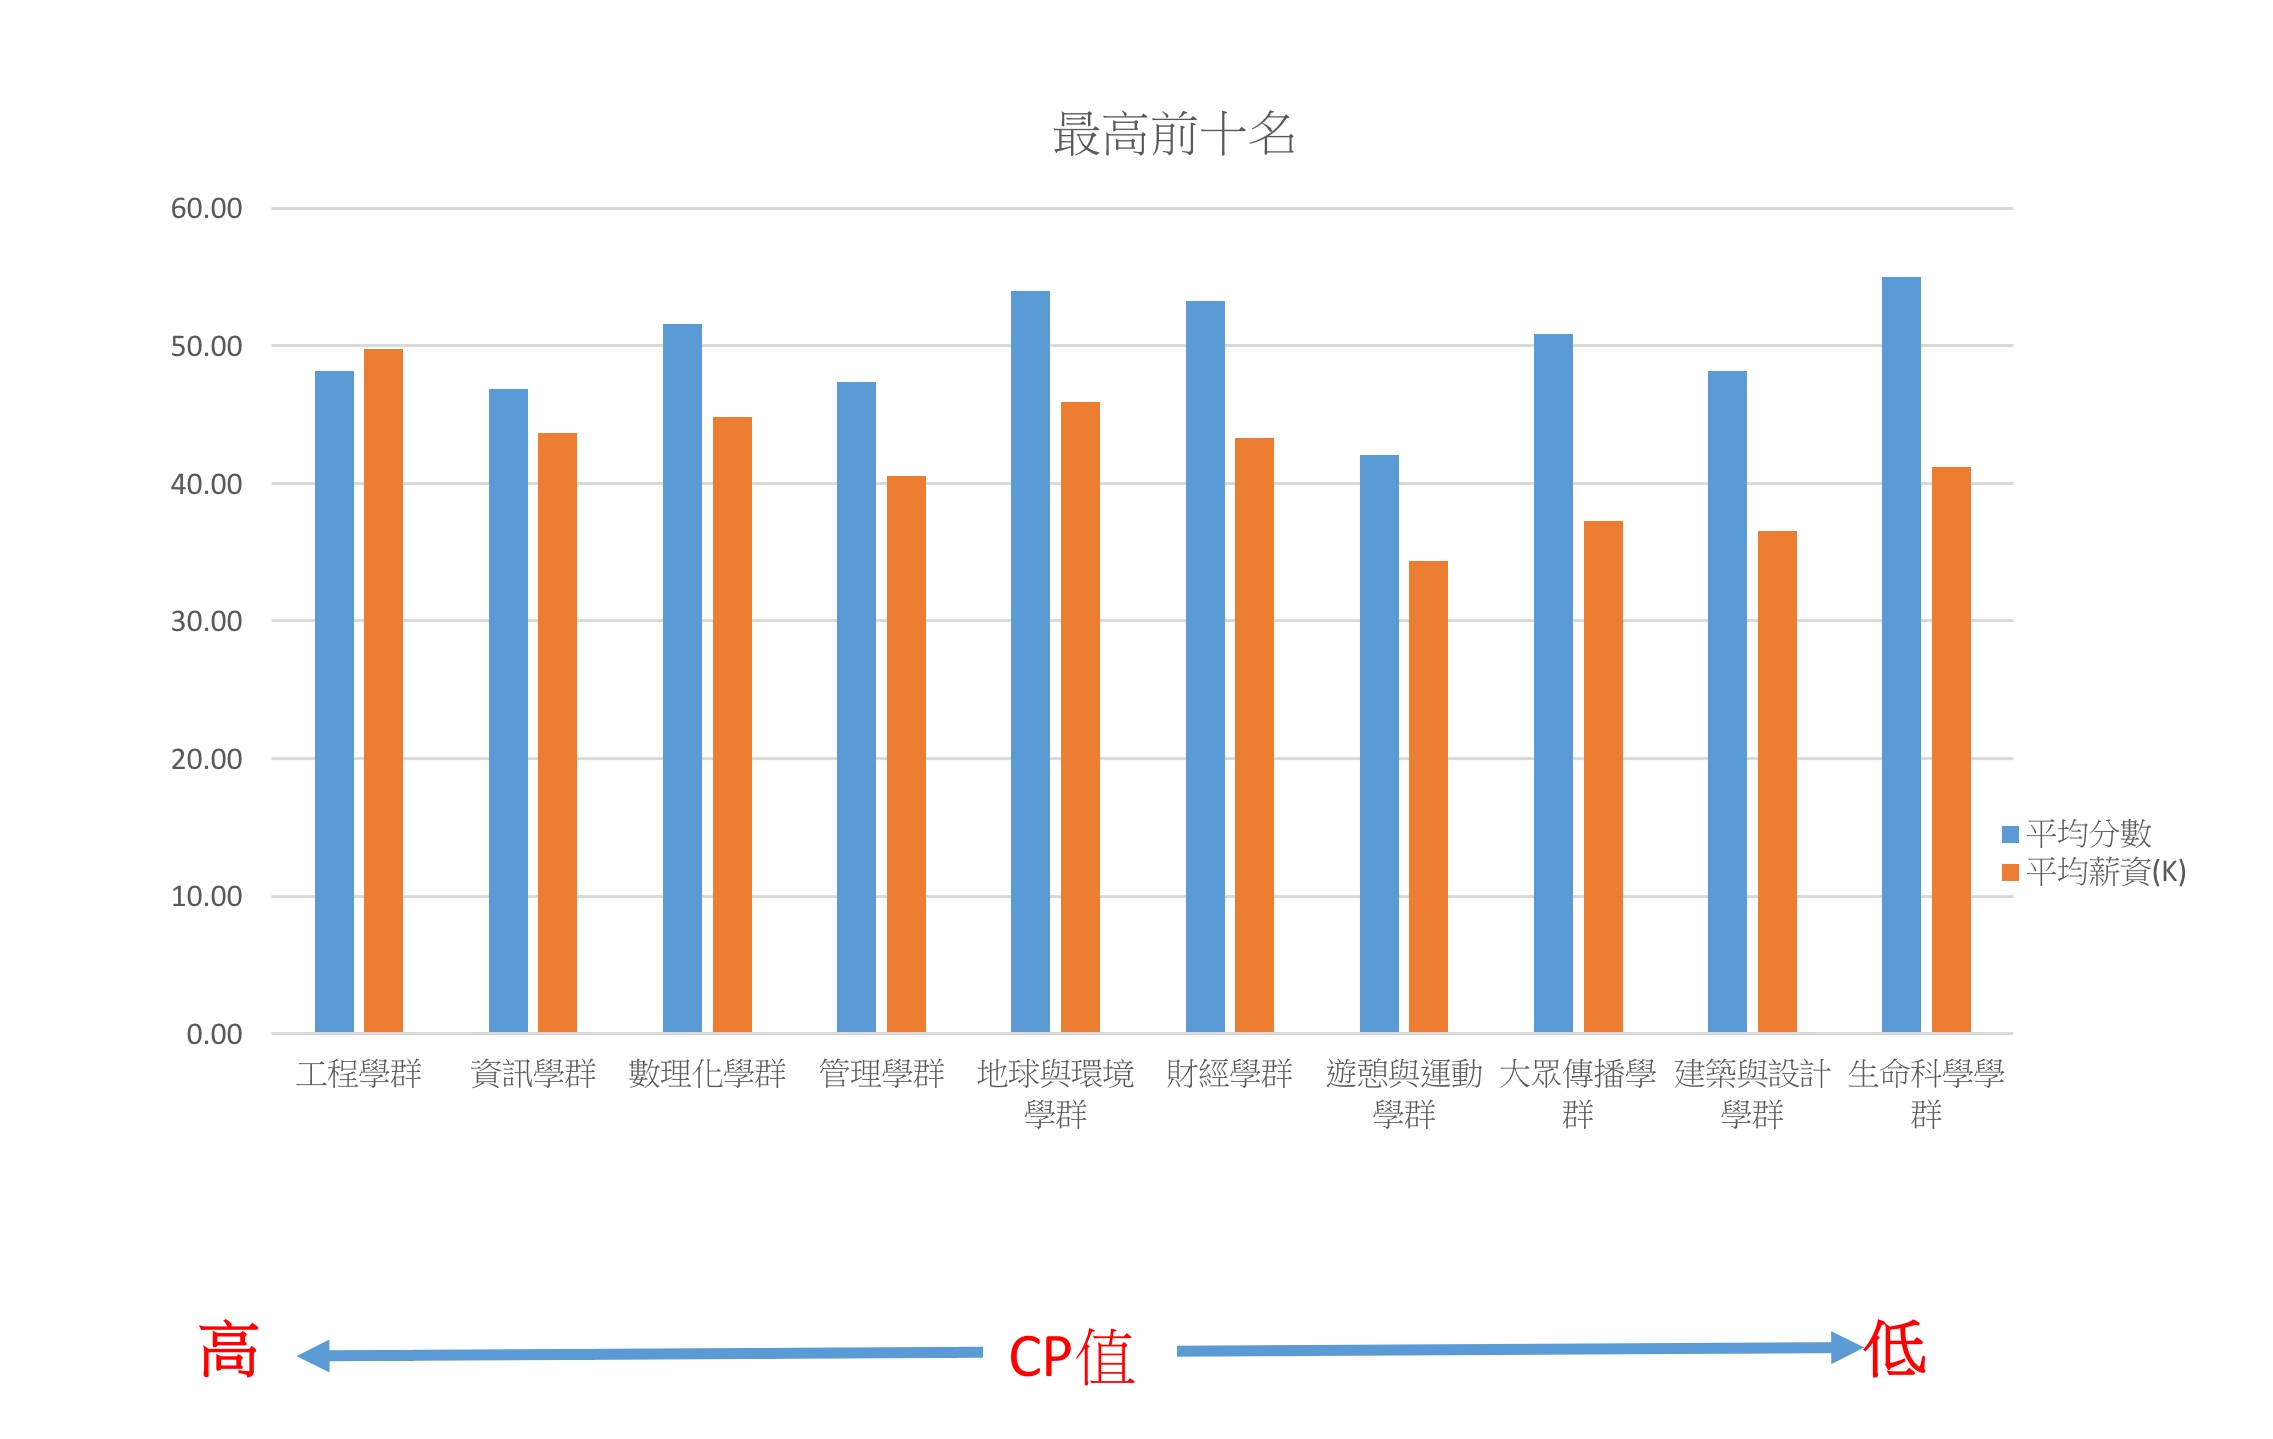 最高前十名
60.00
50.00
40.00
30.00
20.00
10.00
0.00
平均分數
平均薪資(K)
工程學群
資訊學群
數理化學群
管理學群
地球與環境
學群
財經學群
遊憩與運動
學群
大眾傳播學
群
建築與設計
學群
生命科學學
群
高
CP值
低